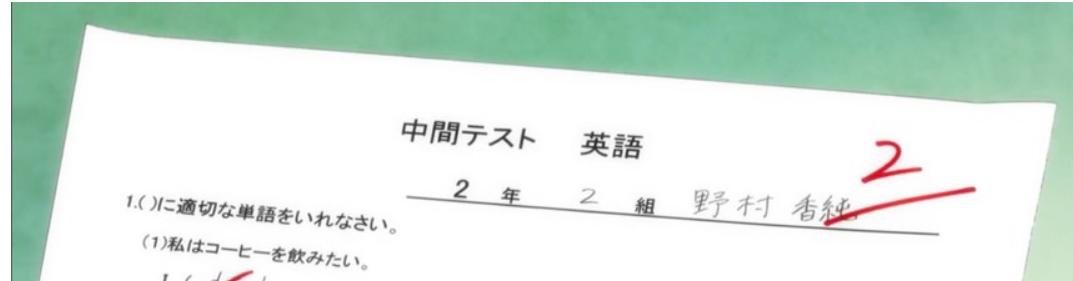 中間テスト 英語
2
2 年 2 組 野村 香純
1.( )に適切な単語をいれなさい。
(1)私はコーヒーを飲みたい。